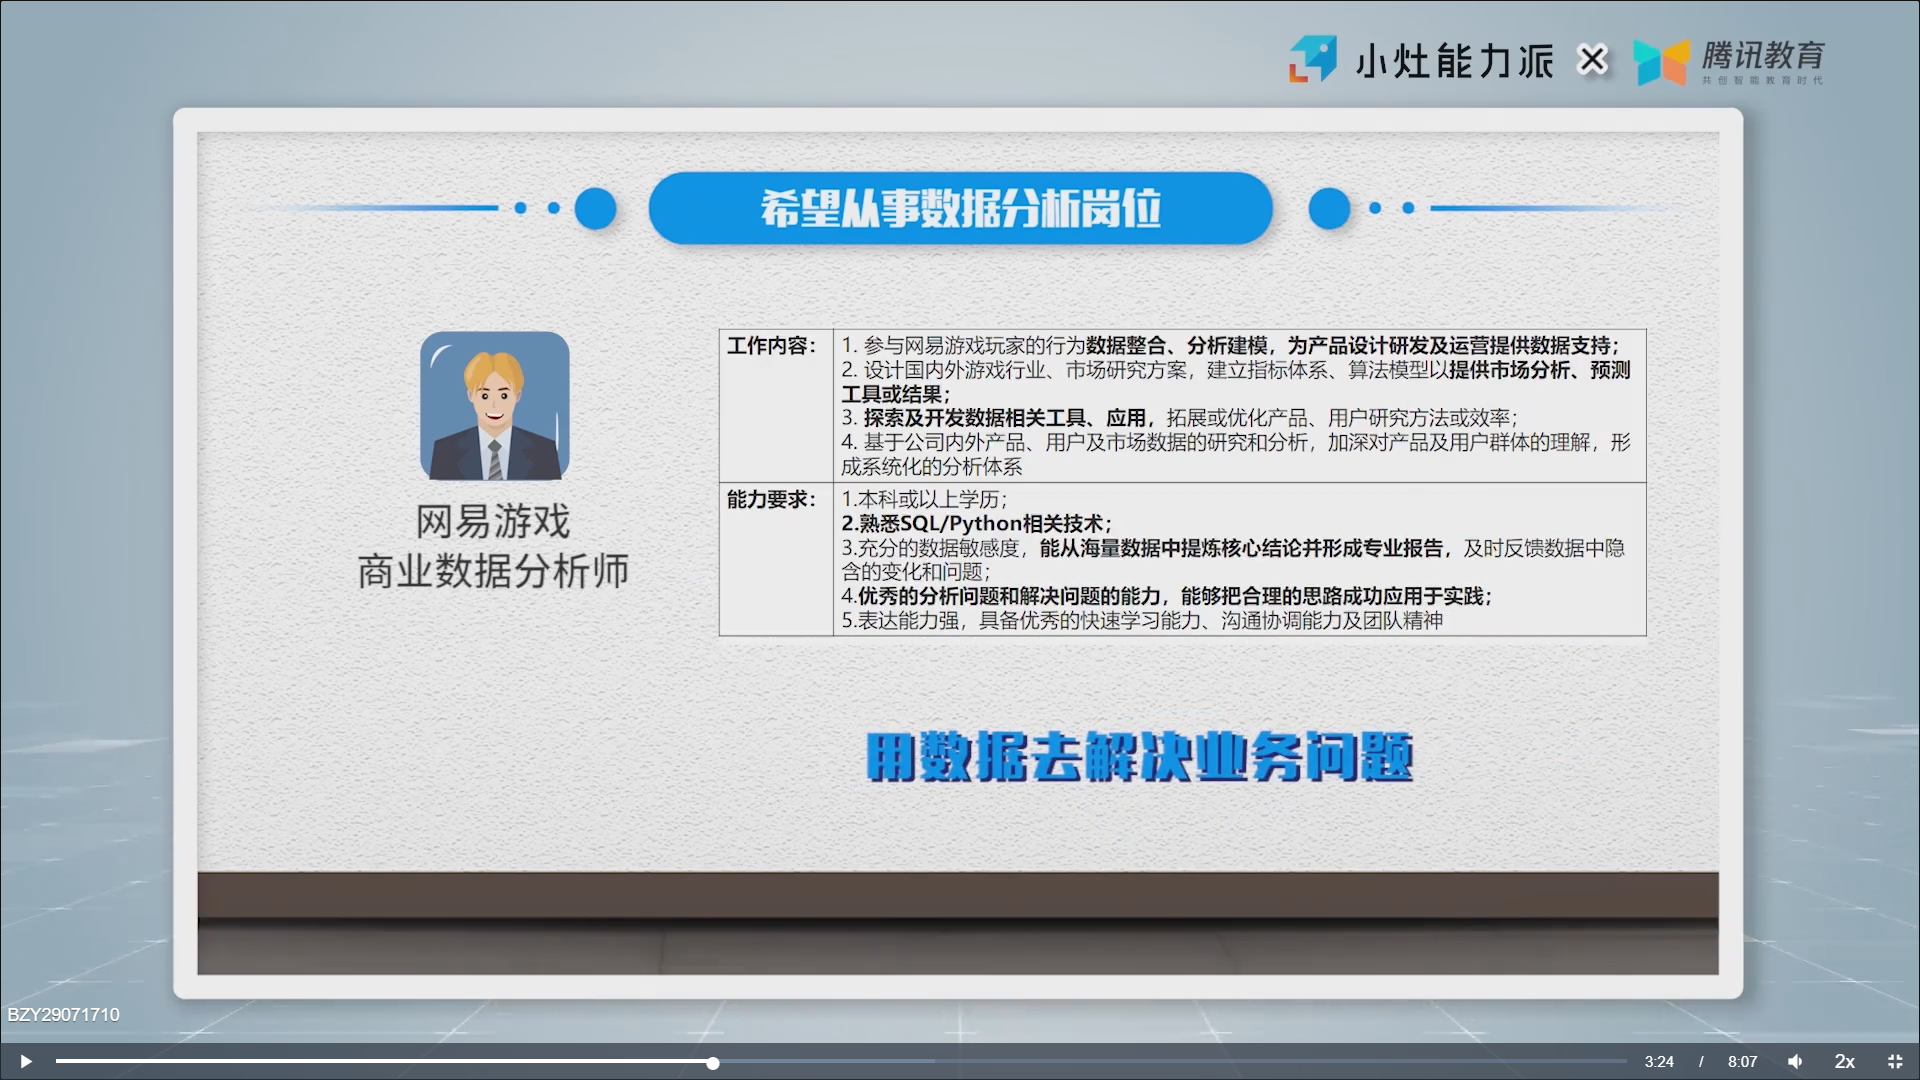 小灶能力派
腾讯教育
共创智能教育时代
希望从事数据分析岗位
网易游戏
商业数据分析师
工作内容：
1. 参与网易游戏玩家的行为数据整合、分析建模，为产品设计研发及运营提供数据支持；
2. 设计国内外游戏行业、市场研究方案，建立指标体系、算法模型以提供市场分析、预测
工具或结果；
3. 探索及开发数据相关工具、应用，拓展或优化产品、用户研究方法或效率；
4. 基于公司内外产品、用户及市场数据的研究和分析，加深对产品及用户群体的理解，形
成系统化的分析体系
能力要求：
1.本科或以上学历；
2.熟悉SQL/Python相关技术；
3.充分的数据敏感度，能从海量数据中提炼核心结论并形成专业报告，及时反馈数据中隐
含的变化和问题；
4.优秀的分析问题和解决问题的能力，能够把合理的思路成功应用于实践；
5.表达能力强，具备优秀的快速学习能力、沟通协调能力及团队精神
用数据去解决业务问题
BZY29071710
3:24 / 8:07 2x